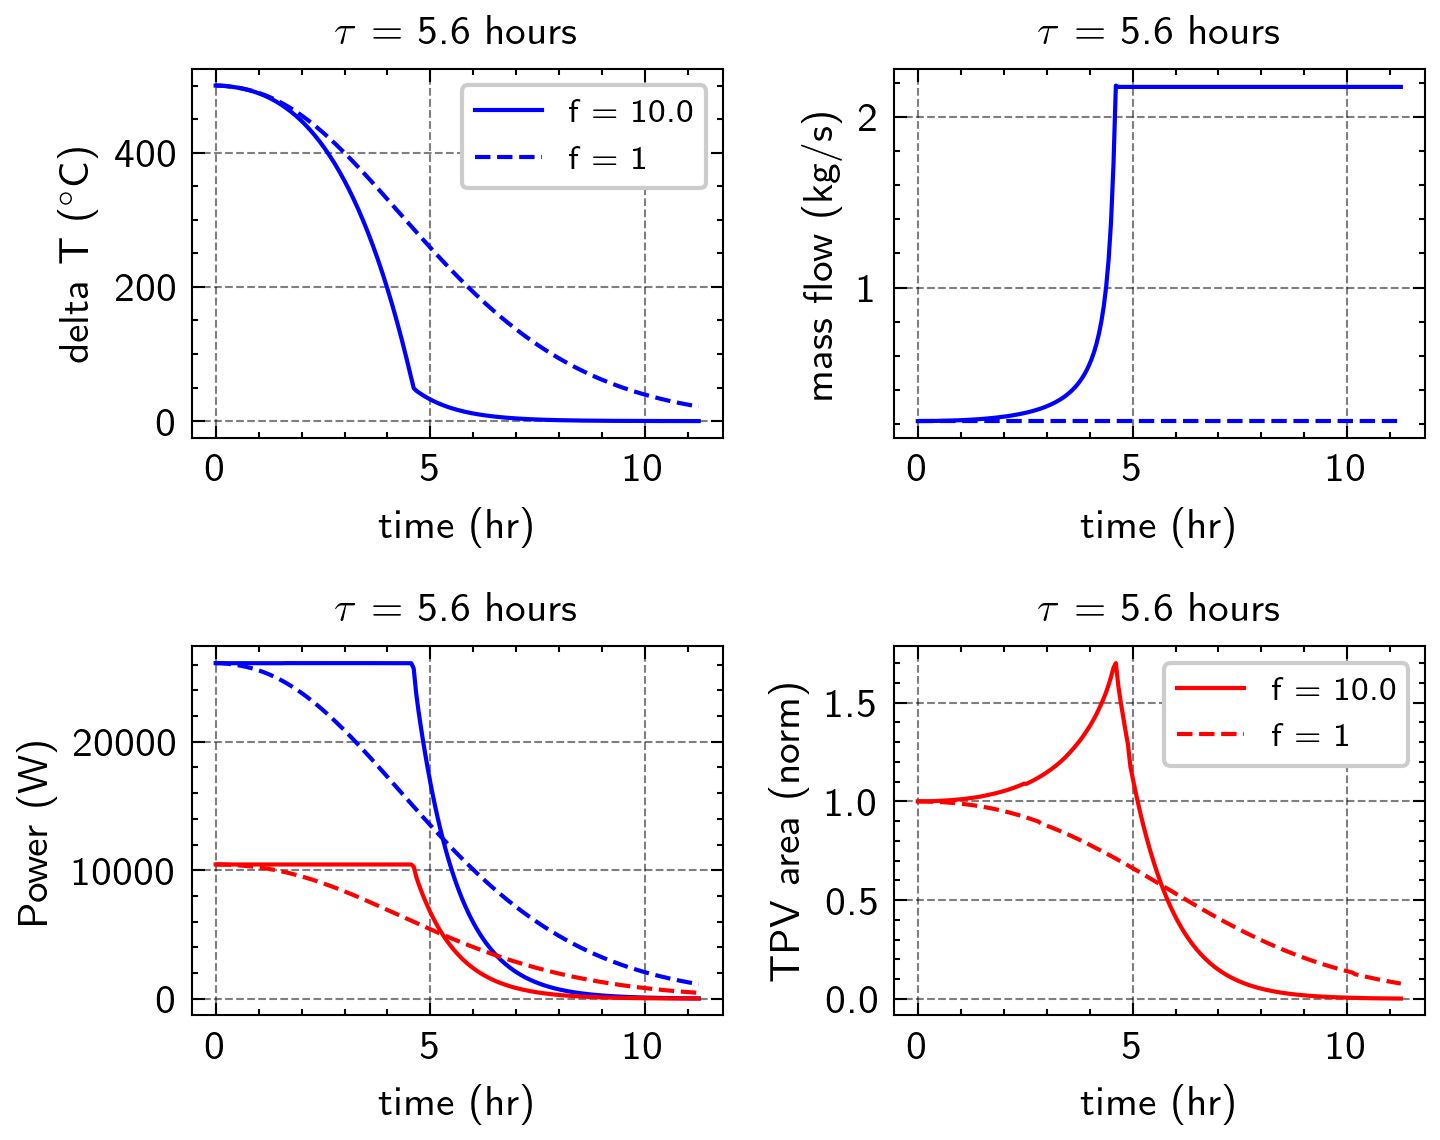 τ = 5.6 hours
delta T (°C)
400
200
0
f = 10.0
f = 1
0
5
10
time (hr)
τ = 5.6 hours
mass flow (kg/s)
2
1
0
5
10
time (hr)
τ = 5.6 hours
Power (W)
20000
10000
0
0
5
10
time (hr)
τ = 5.6 hours
TPV area (norm)
1.5
1.0
0.5
0.0
f = 10.0
f = 1
0
5
10
time (hr)